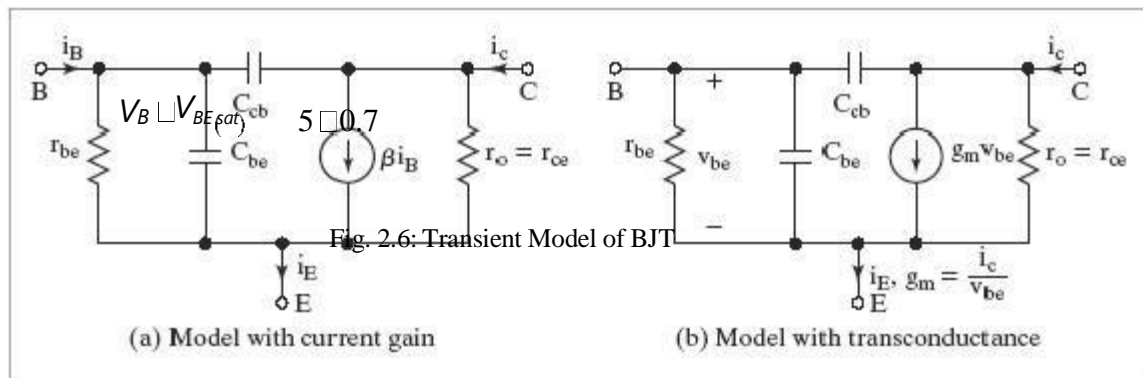 i_B
i_c
i_c
B
C
B
C
C_cb
C_cb
V_B □V_BE(sat)
5 □0.7
+
r_be
C_be
βi_B
r_o = r_ce
r_be
v_be
C_be
g_m v_be
r_o = r_ce
−
Fig. 2.6: Transient Model of BJT
i_E
E
i_E, g_m = i_c / v_be
E
(a) Model with current gain
(b) Model with transconductance